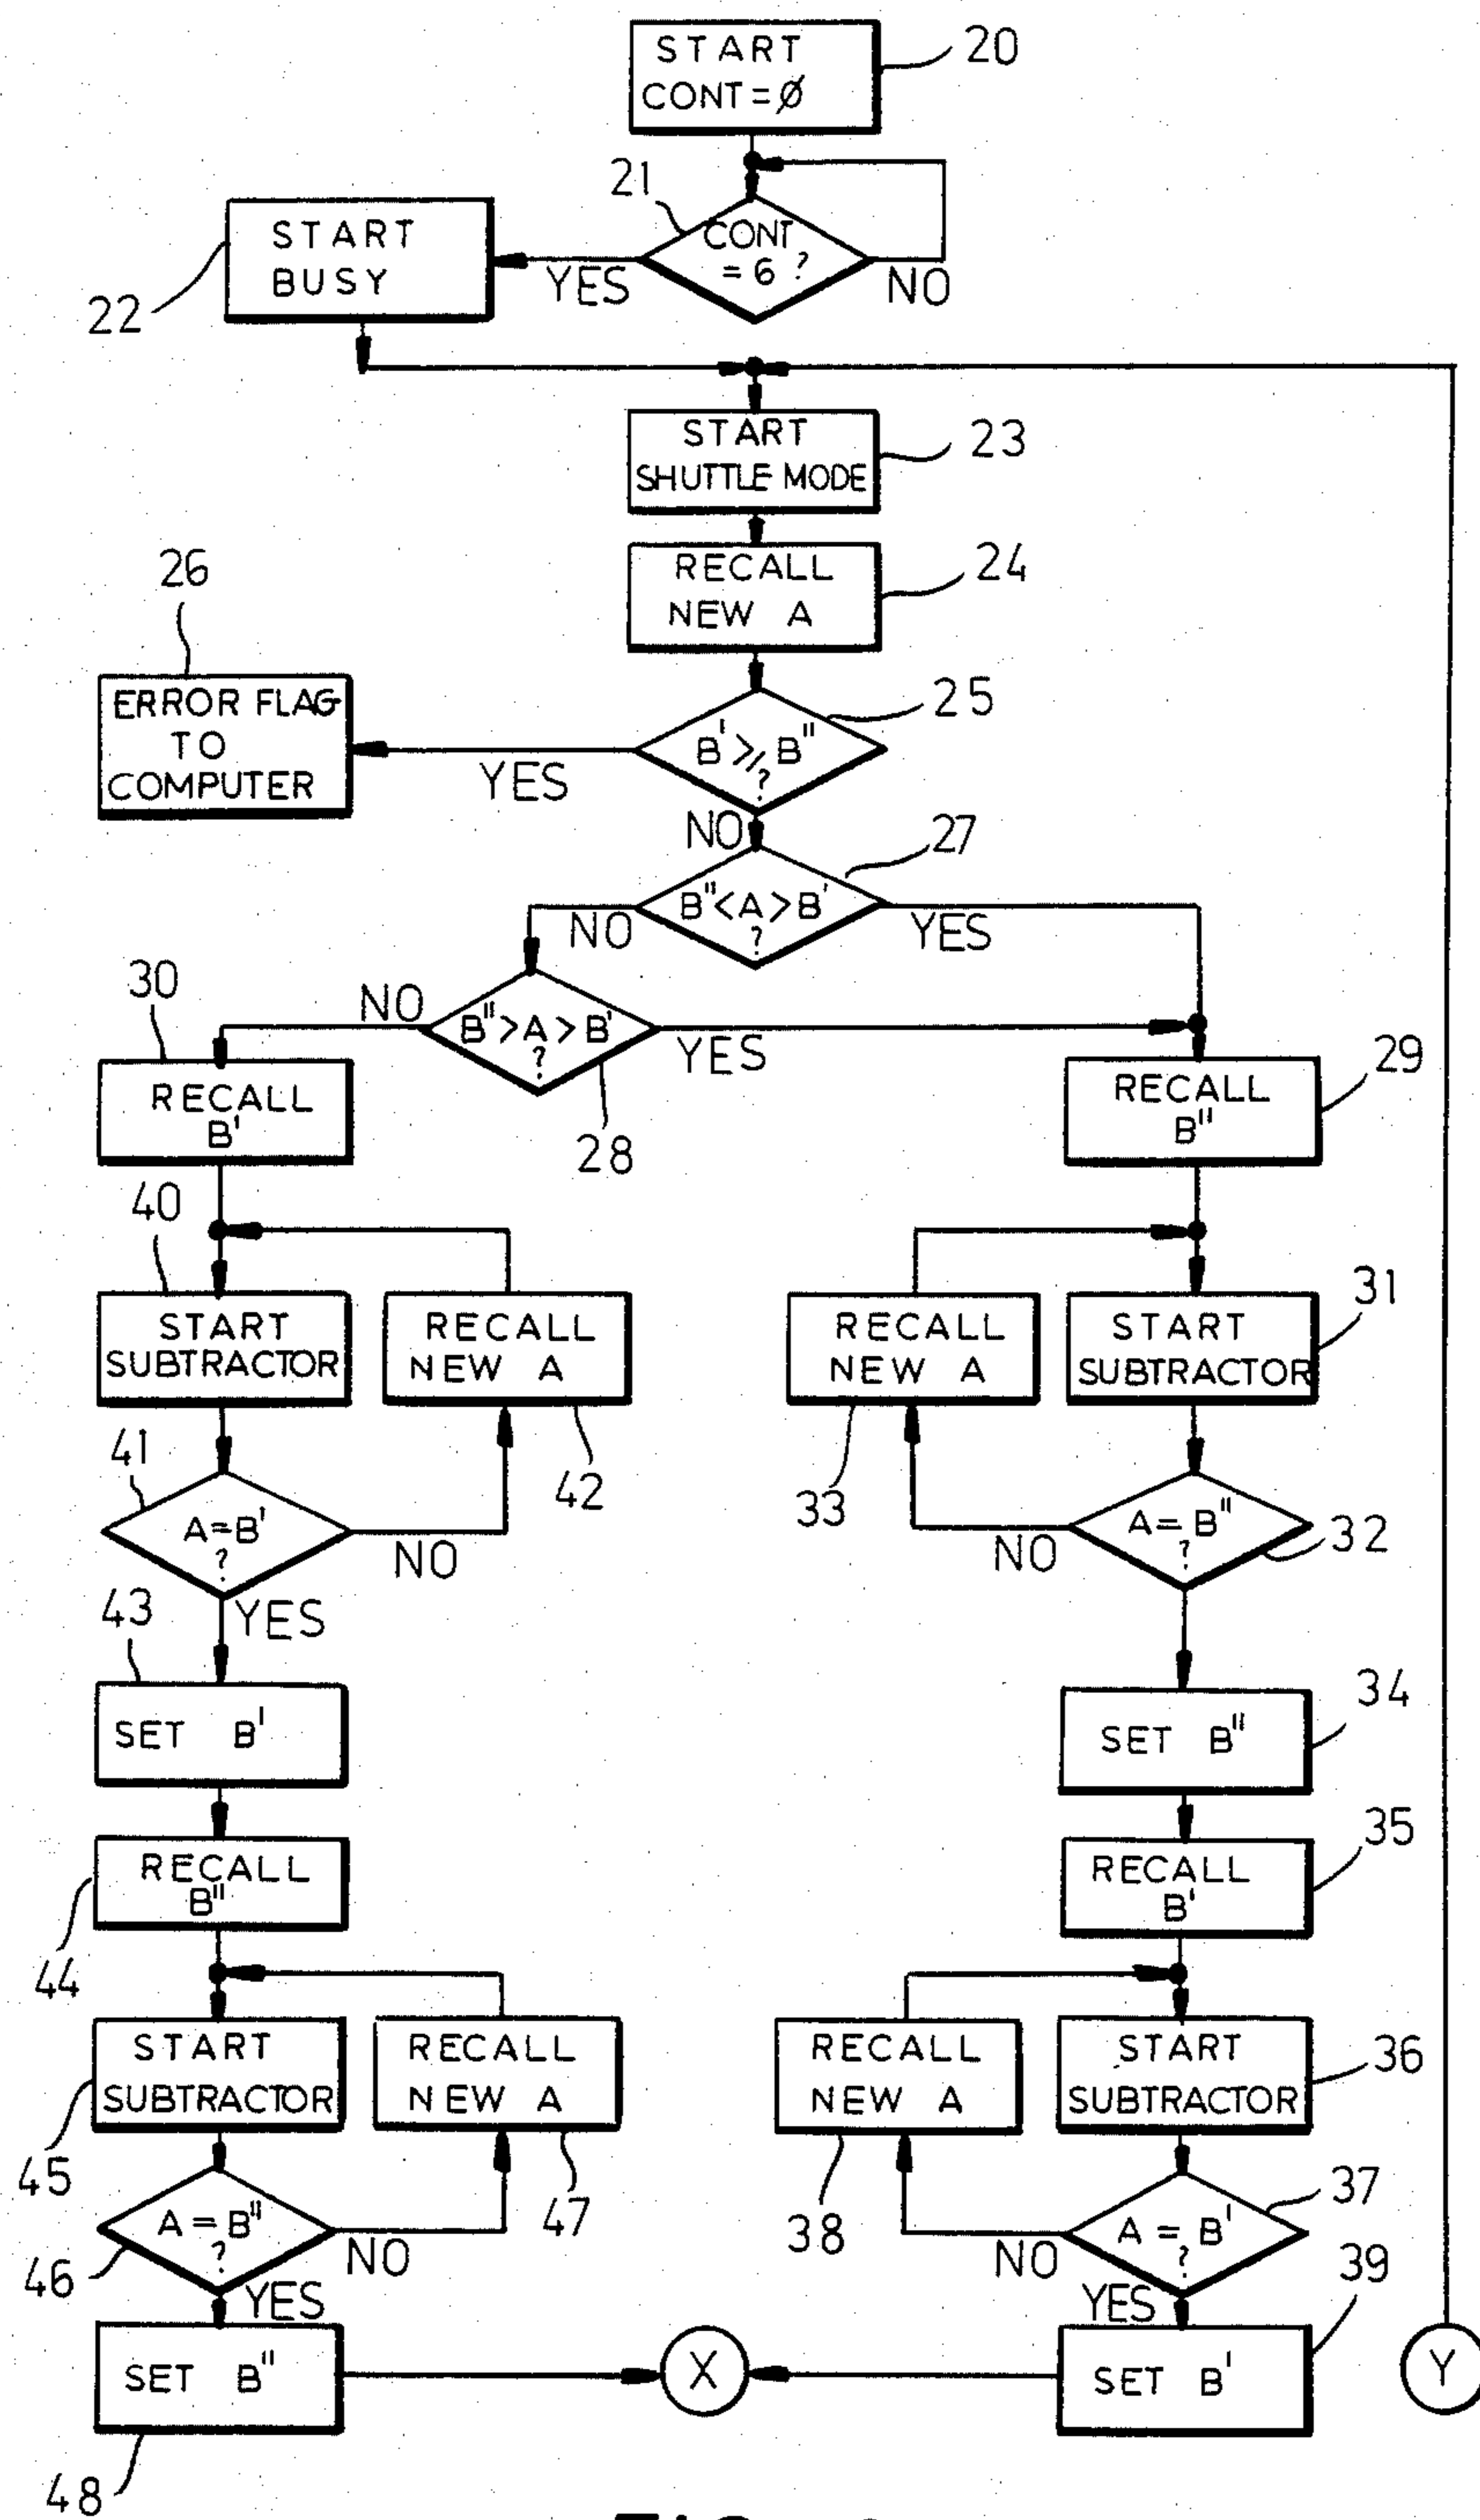 START
CONT=Ø
20
21
CONT
= 6 ?
YES
NO
START
BUSY
22
START
SHUTTLE MODE
23
RECALL
NEW A
24
26
ERROR FLAG
TO
COMPUTER
25
B' ⩾ B"
?
YES
NO
27
B"<A>B'
?
NO
YES
30
NO
B">A>B'
?
YES
28
29
RECALL
B'
RECALL
B"
40
START
SUBTRACTOR
RECALL
NEW A
RECALL
NEW A
START
SUBTRACTOR
31
41
42
33
A=B'
?
NO
A=B"
?
NO
32
YES
43
SET B'
SET B"
34
RECALL
B"
44
RECALL
B'
35
START
SUBTRACTOR
RECALL
NEW A
RECALL
NEW A
START
SUBTRACTOR
36
45
47
38
37
A=B"
?
NO
46
YES
A = B'
?
NO
YES
39
SET B"
X
SET B'
Y
48